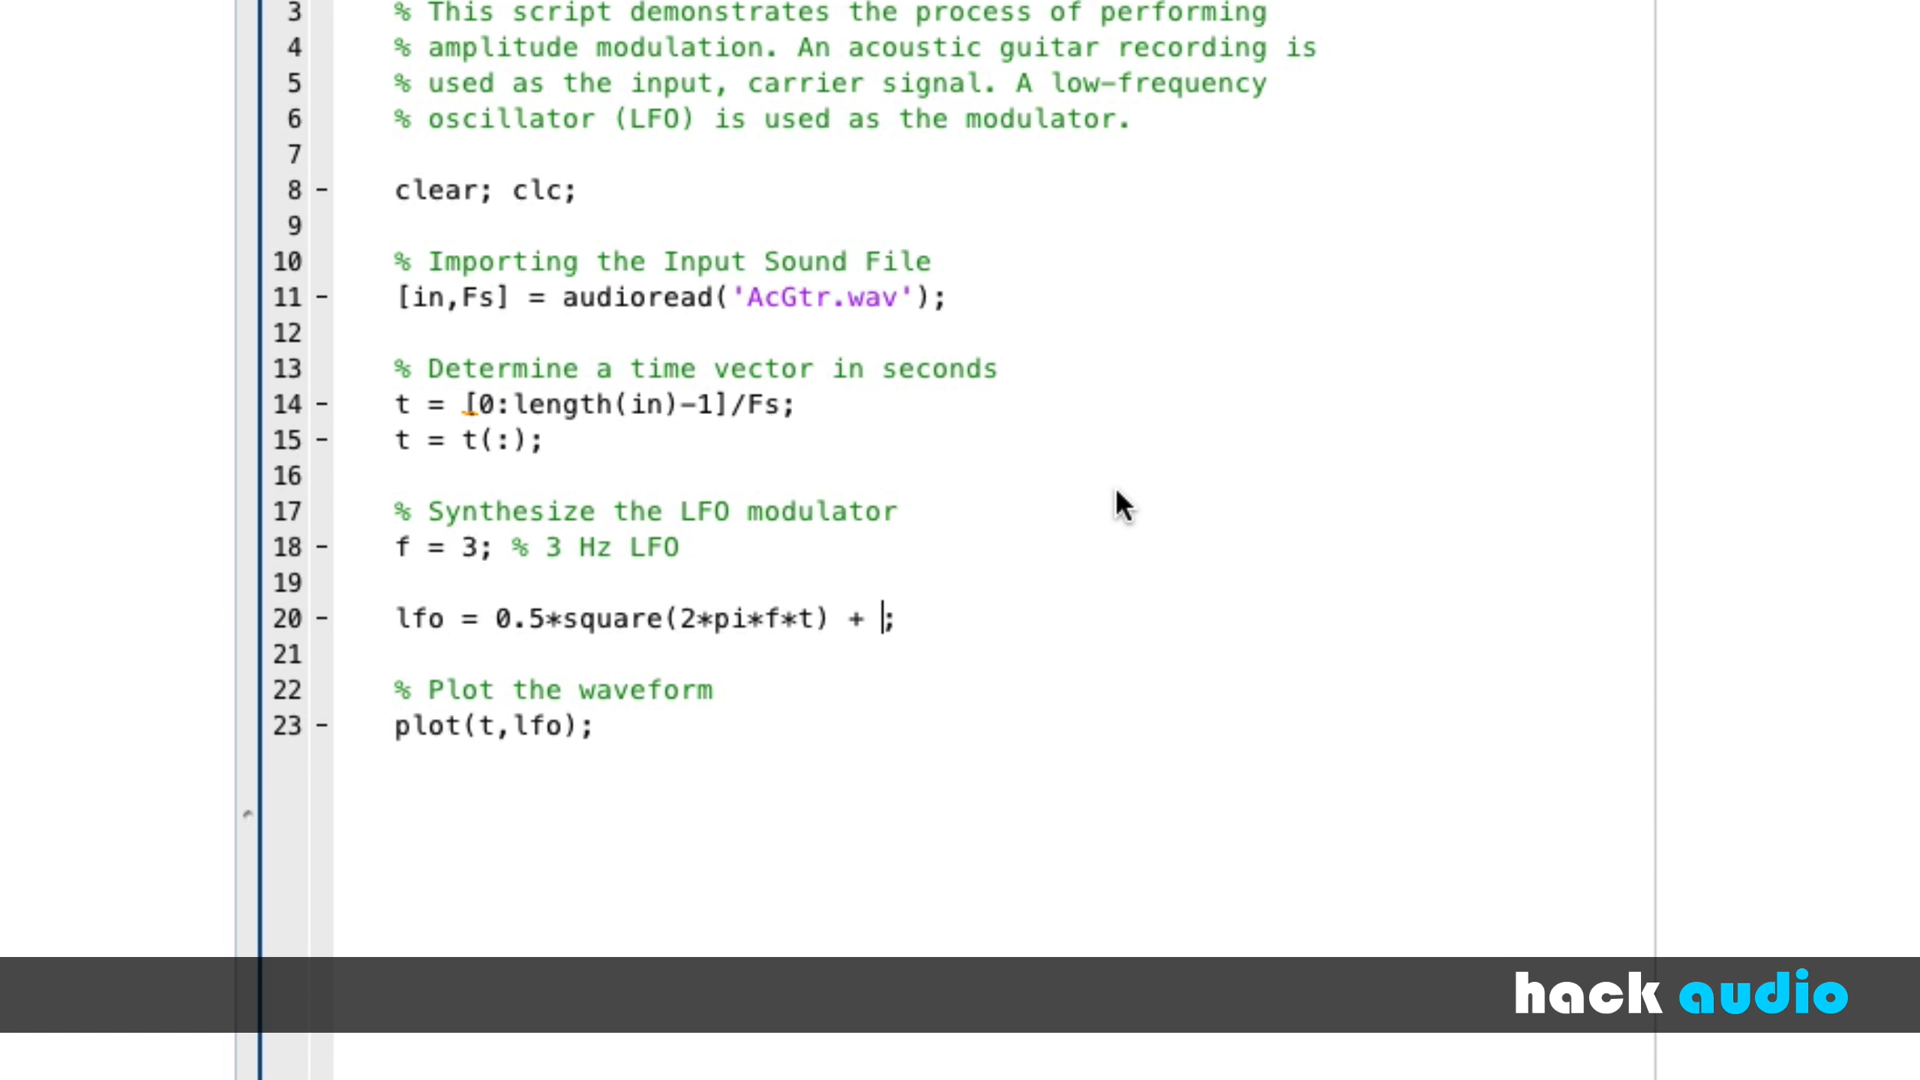 3 % This script demonstrates the process of performing
4 % amplitude modulation. An acoustic guitar recording is
5 % used as the input, carrier signal. A low-frequency
6 % oscillator (LFO) is used as the modulator.
7
8 - clear; clc;
9
10 % Importing the Input Sound File
11 - [in,Fs] = audioread('AcGtr.wav');
12
13 % Determine a time vector in seconds
14 - t = [0:length(in)-1]/Fs;
15 - t = t(:);
16
17 % Synthesize the LFO modulator
18 - f = 3; % 3 Hz LFO
19
20 - lfo = 0.5*square(2*pi*f*t) + ;
21
22 % Plot the waveform
23 - plot(t,lfo);
hack audio